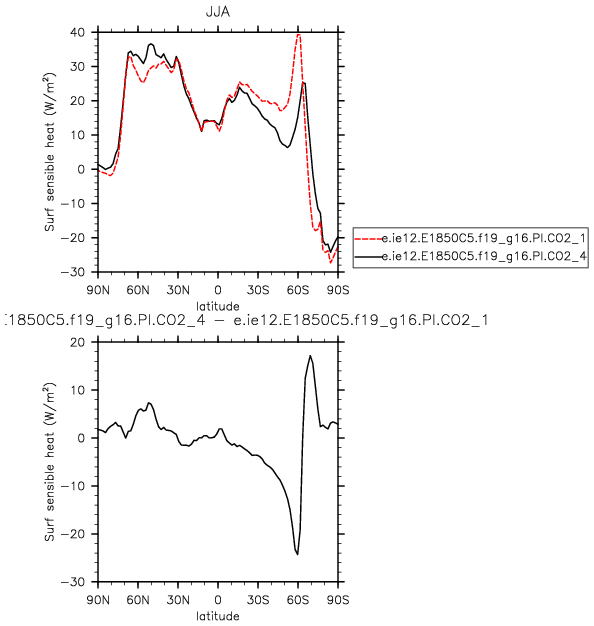 JJA
40
30
20
10
0
−10
−20
−30
Surf sensible heat (W/m²)
90N 60N 30N 0 30S 60S 90S
latitude
e.ie12.E1850C5.f19_g16.PI.CO2_1
e.ie12.E1850C5.f19_g16.PI.CO2_4
:1850C5.f19_g16.PI.CO2_4 − e.ie12.E1850C5.f19_g16.PI.CO2_1
20
10
0
−10
−20
−30
Surf sensible heat (W/m²)
90N 60N 30N 0 30S 60S 90S
latitude